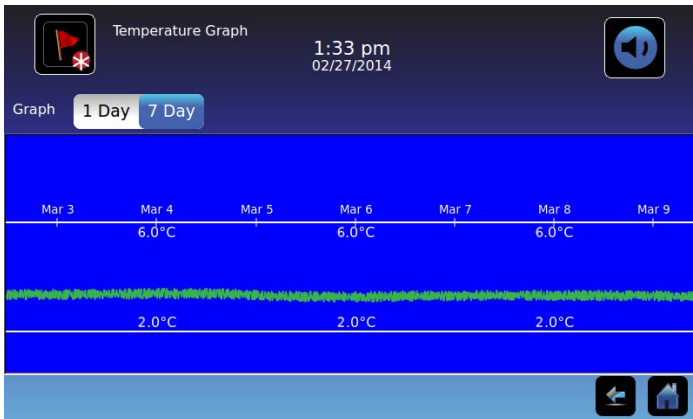 Temperature Graph
1:33 pm
02/27/2014
Graph 1 Day 7 Day
Mar 3 Mar 4 Mar 5 Mar 6 Mar 7 Mar 8 Mar 9
6.0°C 6.0°C 6.0°C
2.0°C 2.0°C 2.0°C